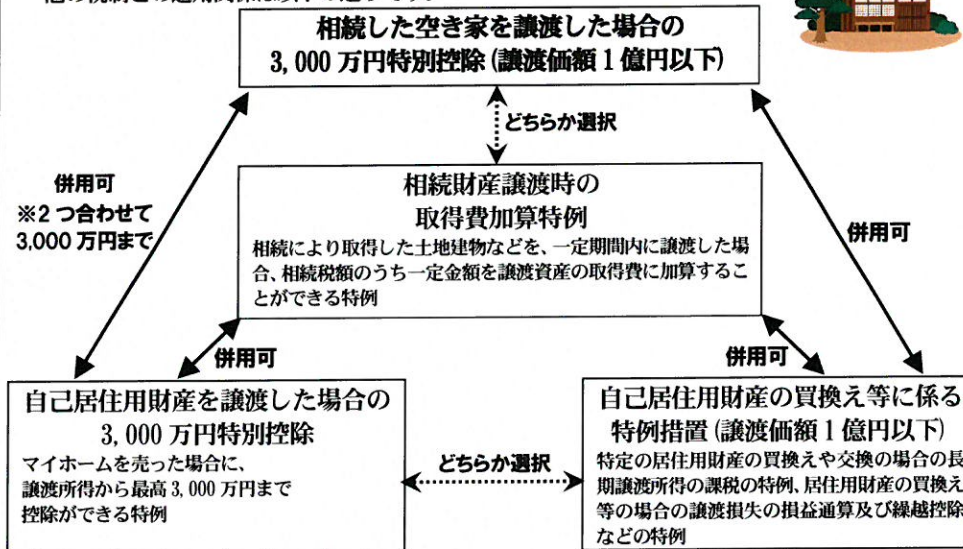 相続した空き家を譲渡した場合の
3,000 万円特別控除(譲渡価額 1 億円以下)
どちらか選択
併用可
※2 つ合わせて
3,000 万円まで
相続財産譲渡時の
取得費加算特例
相続により取得した土地建物などを、一定期間内に譲渡した場
合、相続税額のうち一定金額を譲渡資産の取得費に加算するこ
とができる特例
併用可
併用可
併用可
自己居住用財産を譲渡した場合の
3,000 万円特別控除
マイホームを売った場合に、
譲渡所得から最高 3,000 万円まで
控除ができる特例
どちらか選択
自己居住用財産の買換え等に係る
特例措置(譲渡価額 1 億円以下)
特定の居住用財産の買換えや交換の場合の長
期譲渡所得の課税の特例、居住用財産の買換え
等の場合の譲渡損失の損益通算及び繰越控除
などの特例